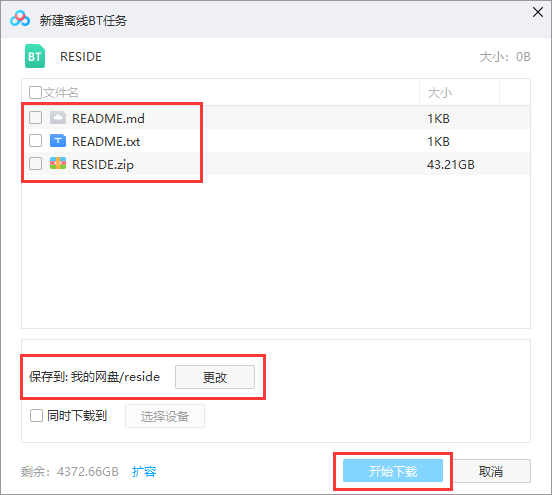 新建离线BT任务
BT RESIDE 大小：0B
文件名 大小
README.md 1KB
README.txt 1KB
RESIDE.zip 43.21GB
保存到: 我的网盘/reside 更改
同时下载到 选择设备
剩余：4372.66GB 扩容 开始下载 取消